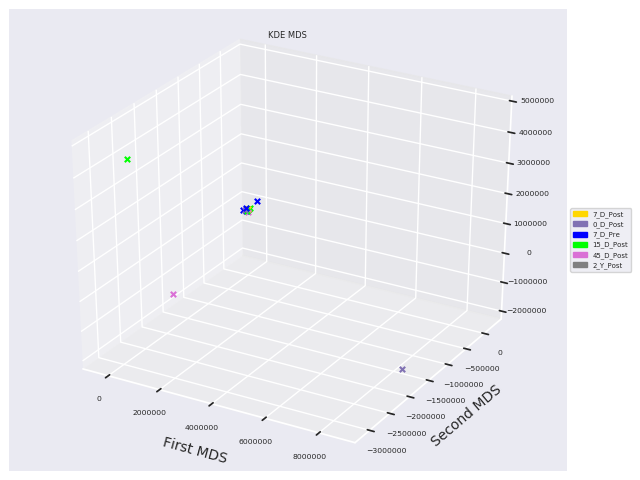 KDE MDS
5000000
4000000
3000000
2000000
1000000
0
−1000000
−2000000
0
−500000
−1000000
−1500000
−2000000
−2500000
−3000000
0
2000000
4000000
6000000
8000000
First MDS
Second MDS
7_D_Post
0_D_Post
7_D_Pre
15_D_Post
45_D_Post
2_Y_Post